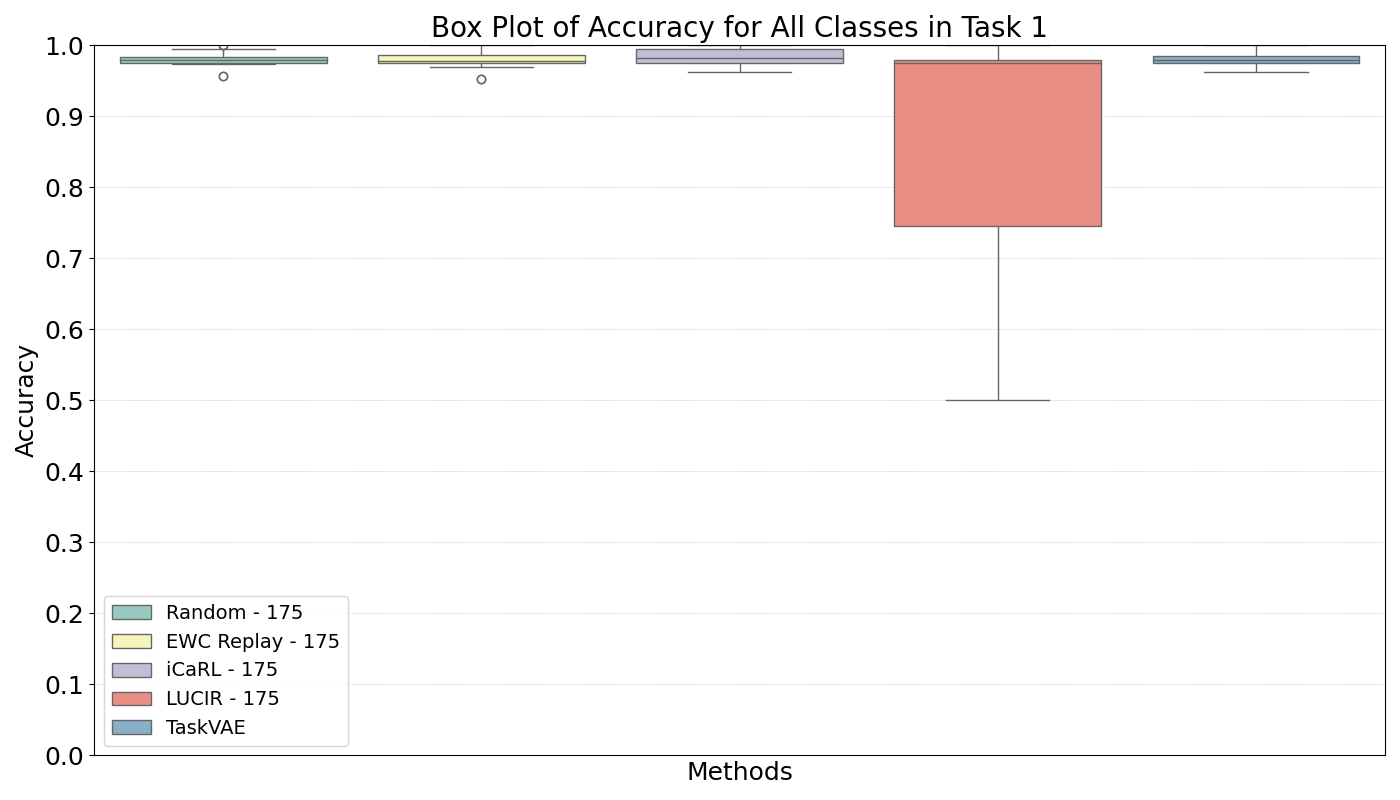 Box Plot of Accuracy for All Classes in Task 1
1.0
0.9
0.8
0.7
0.6
0.5
0.4
0.3
0.2
0.1
0.0
Accuracy
Methods
Random - 175
EWC Replay - 175
iCaRL - 175
LUCIR - 175
TaskVAE